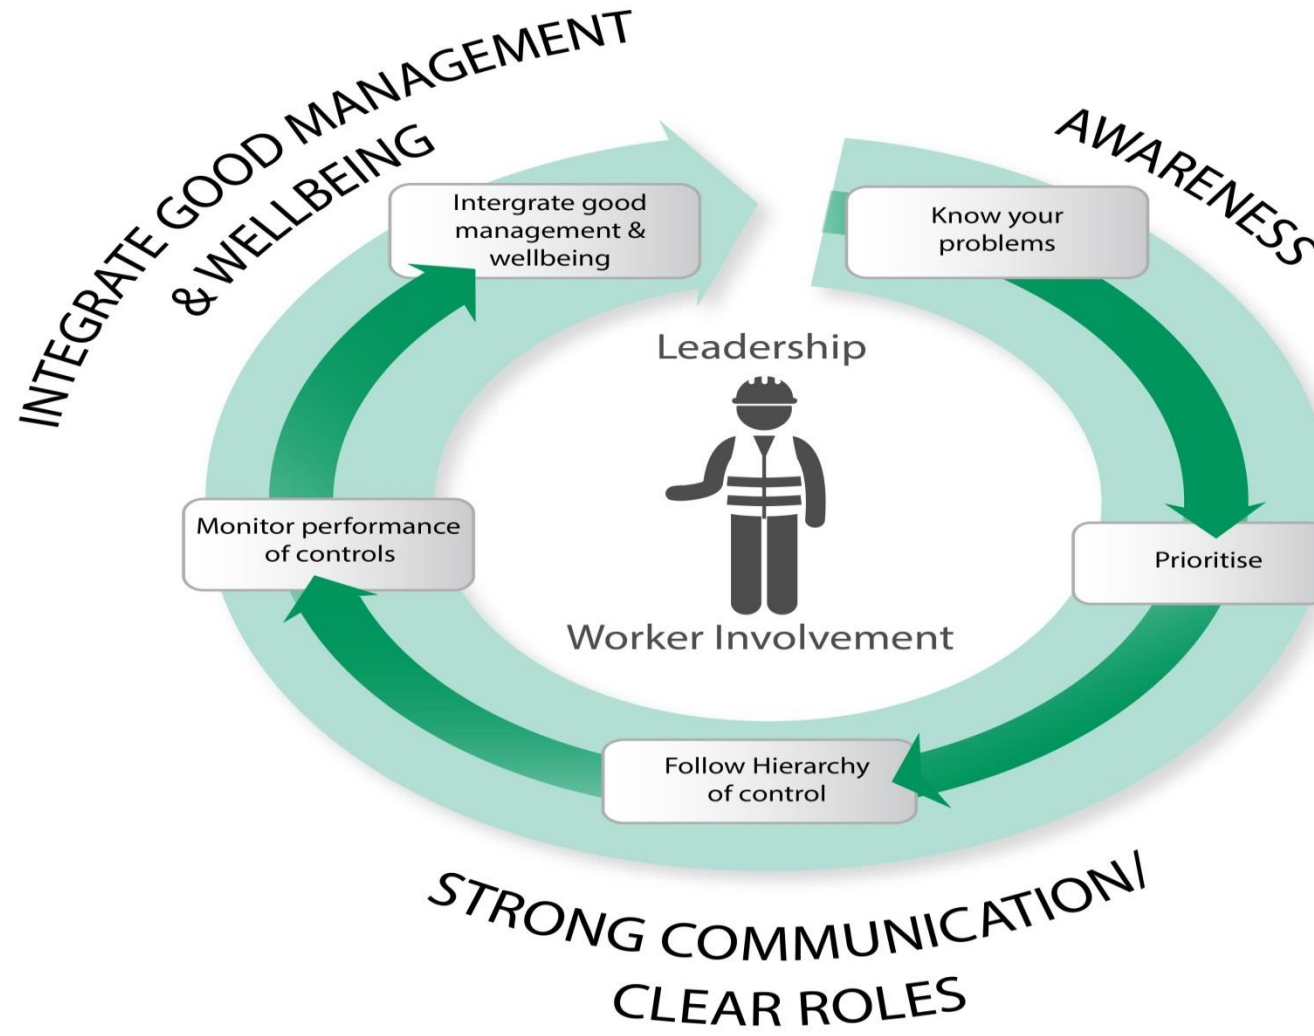 INTEGRATE GOOD MANAGEMENT
& WELLBEING
AWARENESS
Intergrate good
management &
wellbeing
Know your
problems
Leadership
Monitor performance
of controls
Prioritise
Worker Involvement
Follow Hierarchy
of control
STRONG COMMUNICATION/
CLEAR ROLES